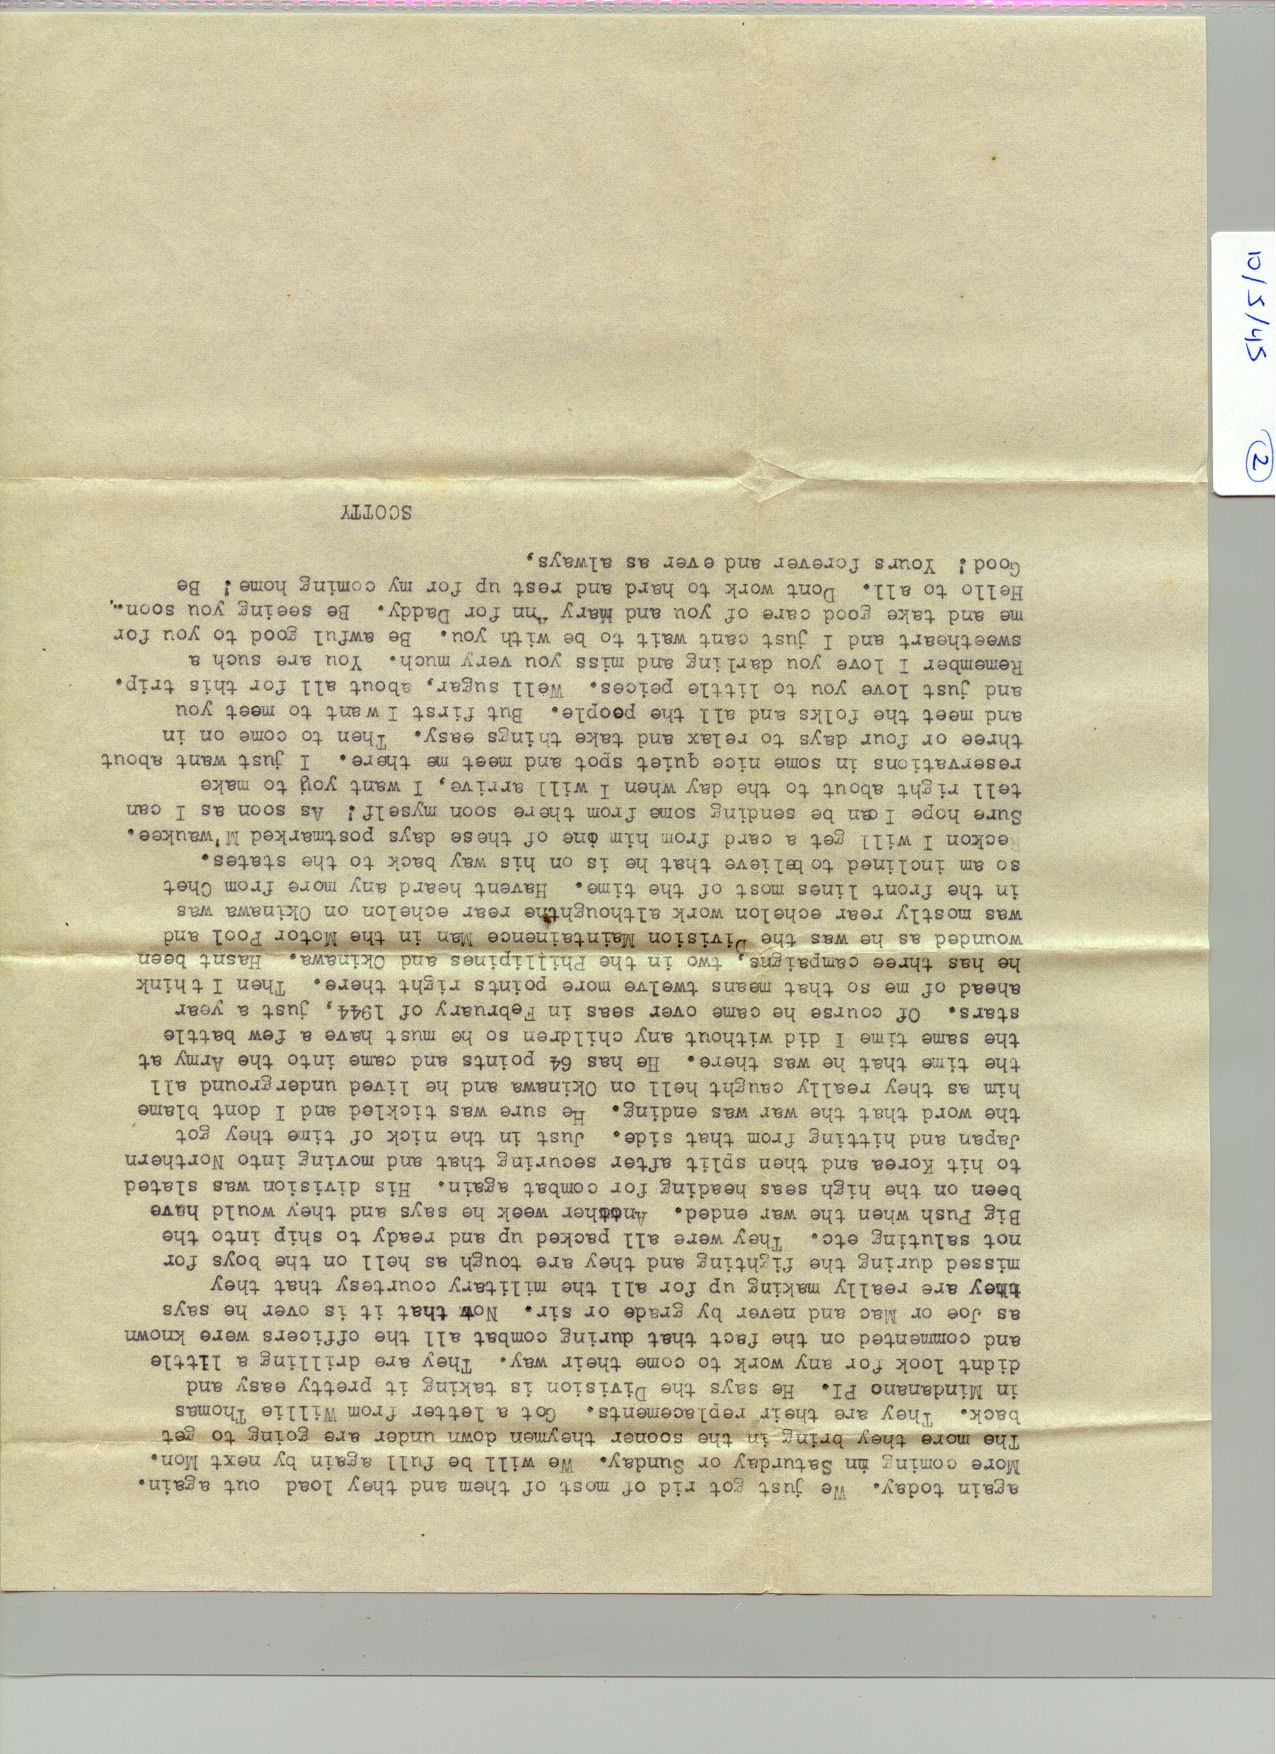 again today.  We just got rid of most of them and they load  out again.
More coming in Saturday or Sunday.  We will be full again by next Mon.
The more they bring in the sooner theymen down under are going to get
back.  They are their replacements.  Got a letter from Willie Thomas
in Mindanano PI.  He says the Division is taking it pretty easy and
didnt look for any work to come their way.  They are drilling a little
and commented on the fact that during combat all the officers were known
as Joe or Mac and never by grade or sir.  Now that it is over he says
they are really making up for all the military courtesy that they
missed during the fighting and they are tough as hell on the boys for
not saluting etc.  They were all packed up and ready to ship into the
Big Push when the war ended.  Another week he says and they would have
been on the high seas heading for combat again.  His division was slated
to hit Korea and then split after securing that and moving into Northern
Japan and hitting from that side.  Just in the nick of time they got
the word that the war was ending.  He sure was tickled and I dont blame
him as they really caught hell on Okinawa and he lived underground all
the time that he was there.  He has 64 points and came into the Army at
the same time I did without any children so he must have a few battle
stars.  Of course he came over seas in February of 1944, just a year
ahead of me so that means twelve more points right there.  Then I think
he has three campaigns, two in the Phillipines and Okinawa.  Hasnt been
wounded as he was the Division Maintainence Man in the Motor Pool and
was mostly rear echelon work althoughthe rear echelon on Okinawa was
in the front lines most of the time.  Havent heard any more from Chet
so am inclined to believe that he is on his way back to the states.
Reckon I will get a card from him one of these days postmarked M'waukee.
Sure hope I can be sending some from there soon myself!  As soon as I can
tell right about to the day when I will arrive, I want you to make
reservations in some nice quiet spot and meet me there.  I just want about
three or four days to relax and take things easy.  Then to come on in
and meet the folks and all the people.  But first I want to meet you
and just love you to little peices.  Well sugar, about all for this trip.
Remember I love you darling and miss you very much.  You are such a
sweetheart and I just cant wait to be with you.  Be awful good to you for
me and take good care of you and Mary Ann for Daddy.  Be seeing you soon...
Hello to all.  Dont work to hard and rest up for my coming home!  Be
Good!  Yours forever and ever as always,
SCOTTY
10/5/45
2